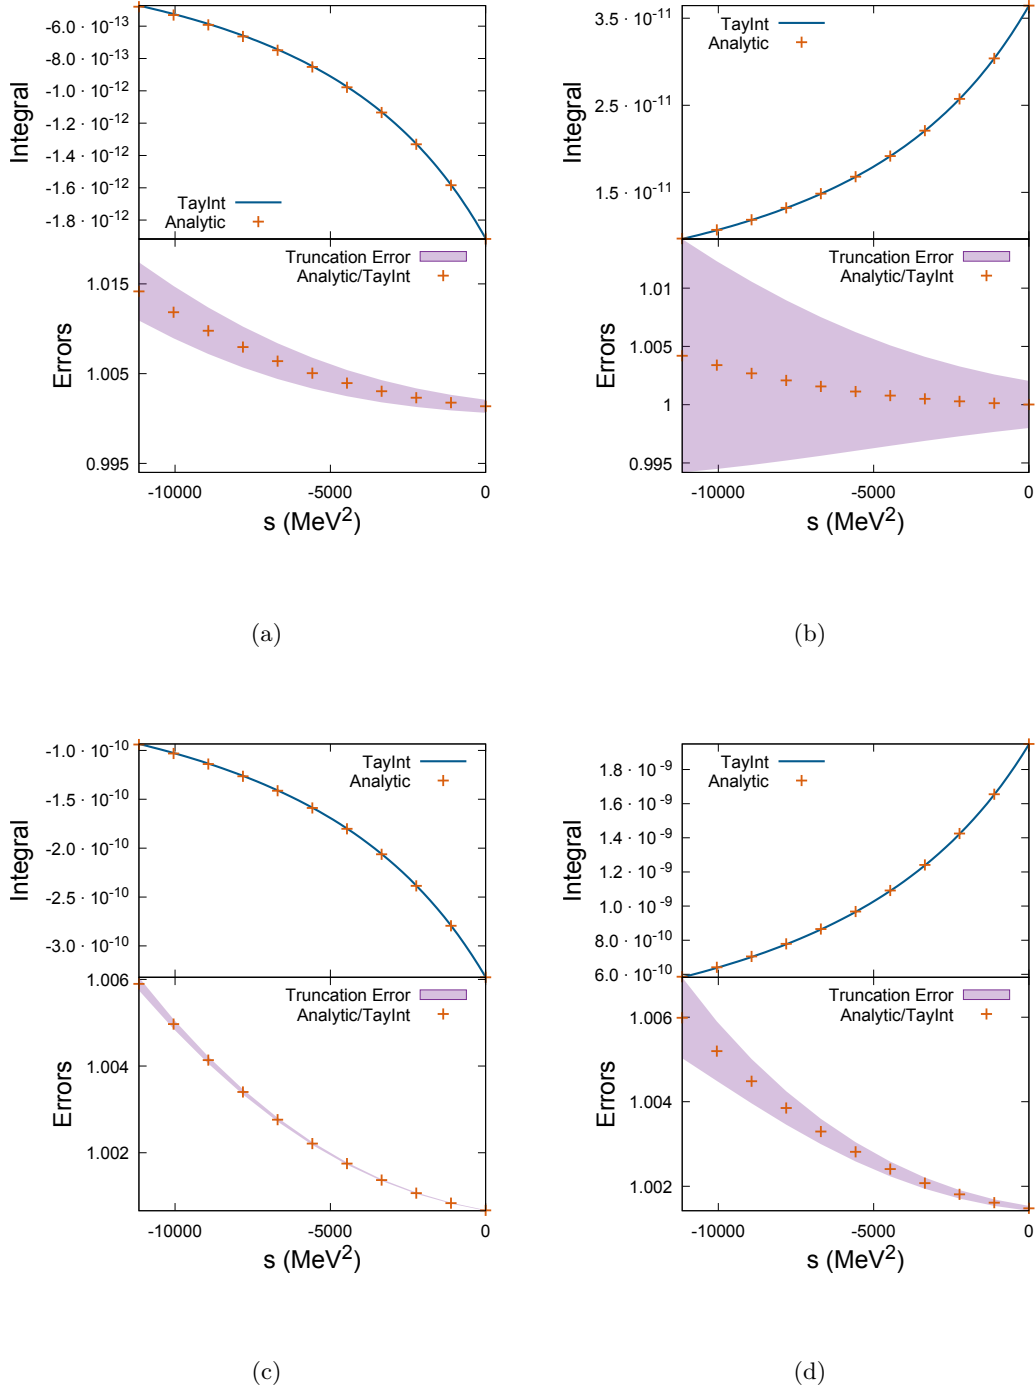 -6.0 · 10^-13
-8.0 · 10^-13
-1.0 · 10^-12
-1.2 · 10^-12
-1.4 · 10^-12
-1.6 · 10^-12
-1.8 · 10^-12
Integral
TayInt
Analytic
1.015
1.005
0.995
Errors
Truncation Error
Analytic/TayInt
-10000
-5000
0
s (MeV^2)
(a)
3.5 · 10^-11
2.5 · 10^-11
1.5 · 10^-11
Integral
TayInt
Analytic
1.01
1.005
1
0.995
Errors
Truncation Error
Analytic/TayInt
-10000
-5000
0
s (MeV^2)
(b)
-1.0 · 10^-10
-1.5 · 10^-10
-2.0 · 10^-10
-2.5 · 10^-10
-3.0 · 10^-10
Integral
TayInt
Analytic
1.006
1.004
1.002
Errors
Truncation Error
Analytic/TayInt
-10000
-5000
0
s (MeV^2)
(c)
1.8 · 10^-9
1.6 · 10^-9
1.4 · 10^-9
1.2 · 10^-9
1.0 · 10^-9
8.0 · 10^-10
6.0 · 10^-10
Integral
TayInt
Analytic
1.006
1.004
1.002
Errors
Truncation Error
Analytic/TayInt
-10000
-5000
0
s (MeV^2)
(d)